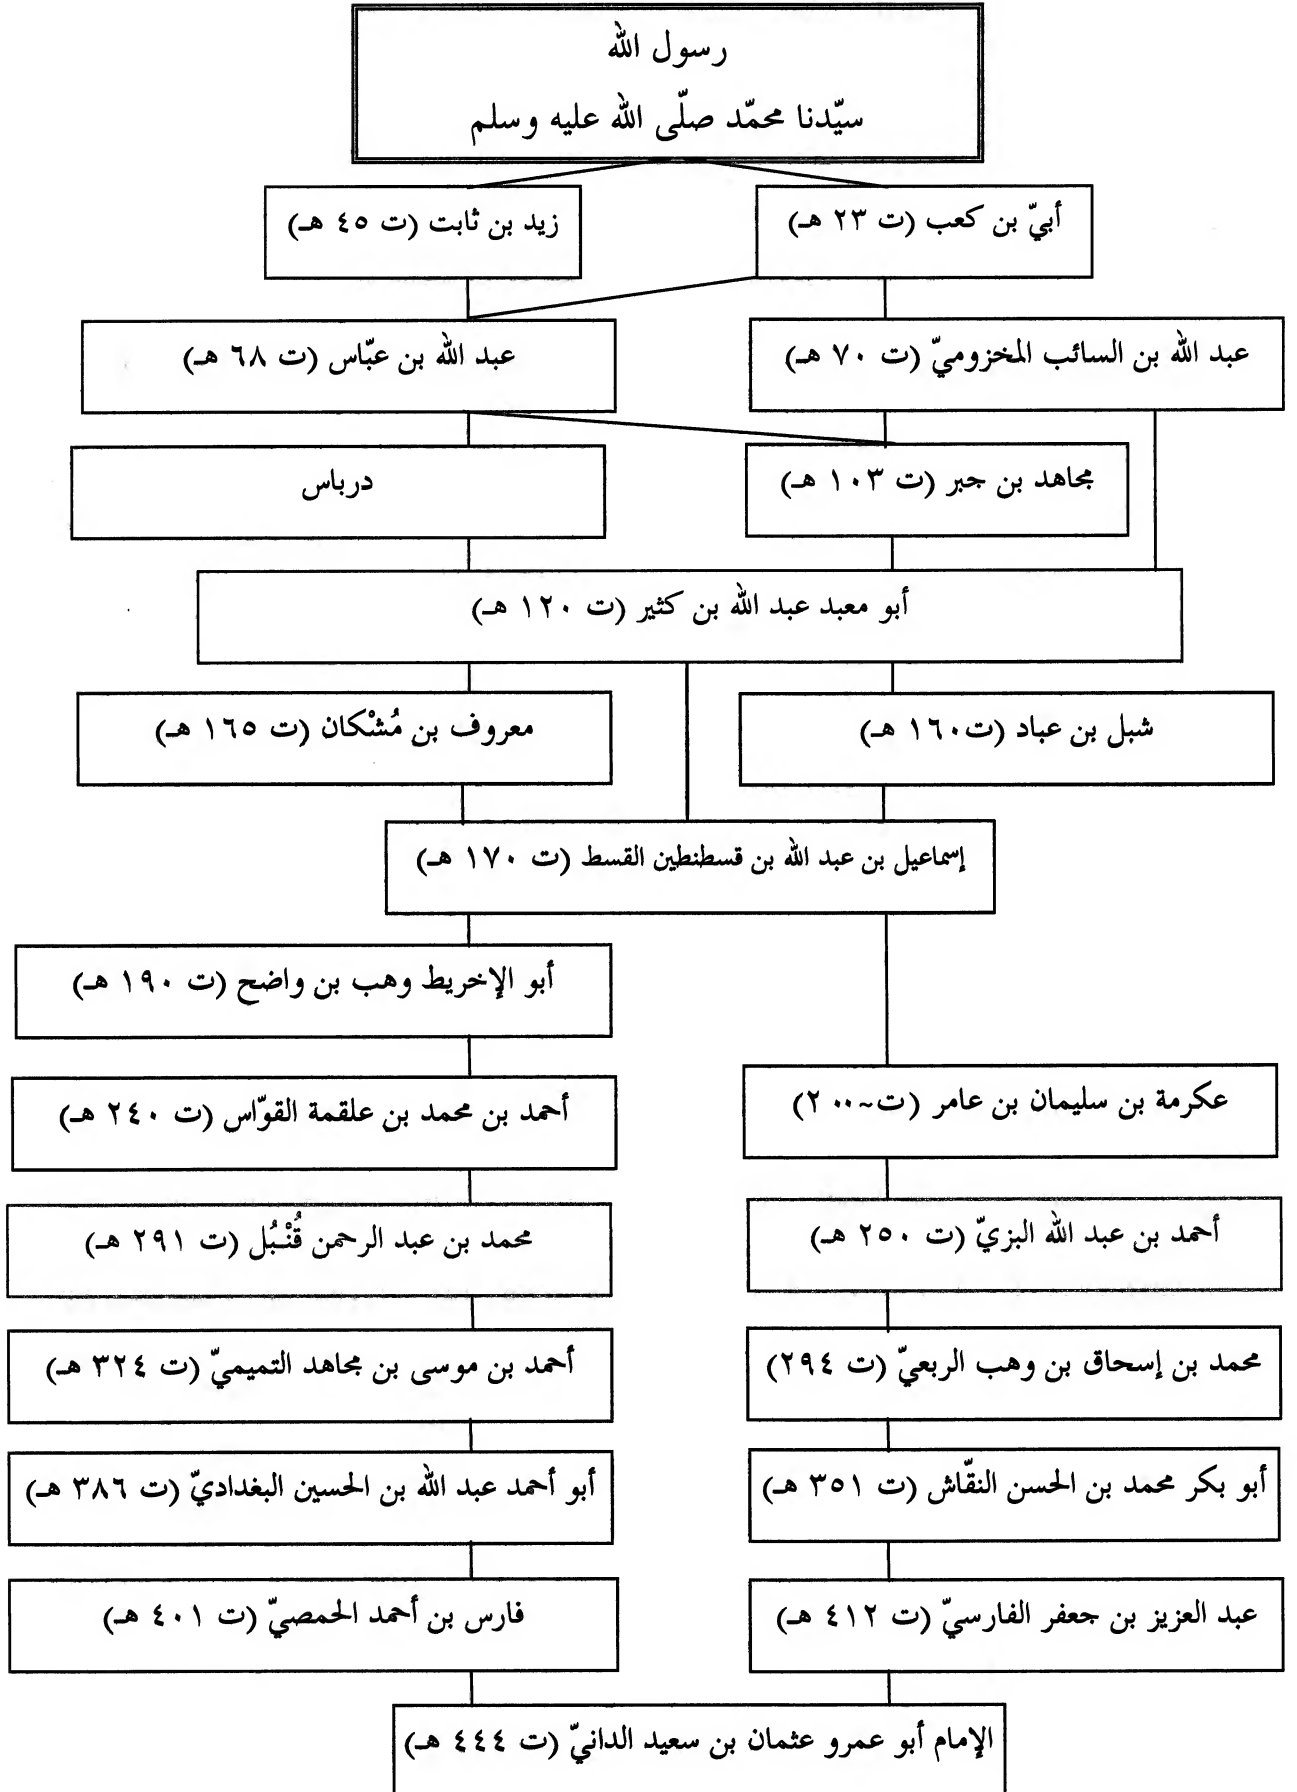 رسول الله
سيّدنا محمّد صلّى الله عليه وسلم
أبيّ بن كعب (ت ٢٣ هـ)
زيد بن ثابت (ت ٤٥ هـ)
عبد الله بن السائب المخزوميّ (ت ٧٠ هـ)
عبد الله بن عبّاس (ت ٦٨ هـ)
مجاهد بن جبر (ت ١٠٣ هـ)
درباس
أبو معبد عبد الله بن كثير (ت ١٢٠ هـ)
شبل بن عباد (ت١٦٠ هـ)
معروف بن مُشْكان (ت ١٦٥ هـ)
إسماعيل بن عبد الله بن قسطنطين القسط (ت ١٧٠ هـ)
أبو الإخريط وهب بن واضح (ت ١٩٠ هـ)
عكرمة بن سليمان بن عامر (ت~٢٠٠)
أحمد بن محمد بن علقمة القوّاس (ت ٢٤٠ هـ)
أحمد بن عبد الله البزيّ (ت ٢٥٠ هـ)
محمد بن عبد الرحمن قُنْبُل (ت ٢٩١ هـ)
محمد بن إسحاق بن وهب الربعيّ (ت ٢٩٤)
أحمد بن موسى بن مجاهد التميميّ (ت ٣٢٤ هـ)
أبو بكر محمد بن الحسن النقّاش (ت ٣٥١ هـ)
أبو أحمد عبد الله بن الحسين البغداديّ (ت ٣٨٦ هـ)
عبد العزيز بن جعفر الفارسيّ (ت ٤١٢ هـ)
فارس بن أحمد الحمصيّ (ت ٤٠١ هـ)
الإمام أبو عمرو عثمان بن سعيد الدانيّ (ت ٤٤٤ هـ)